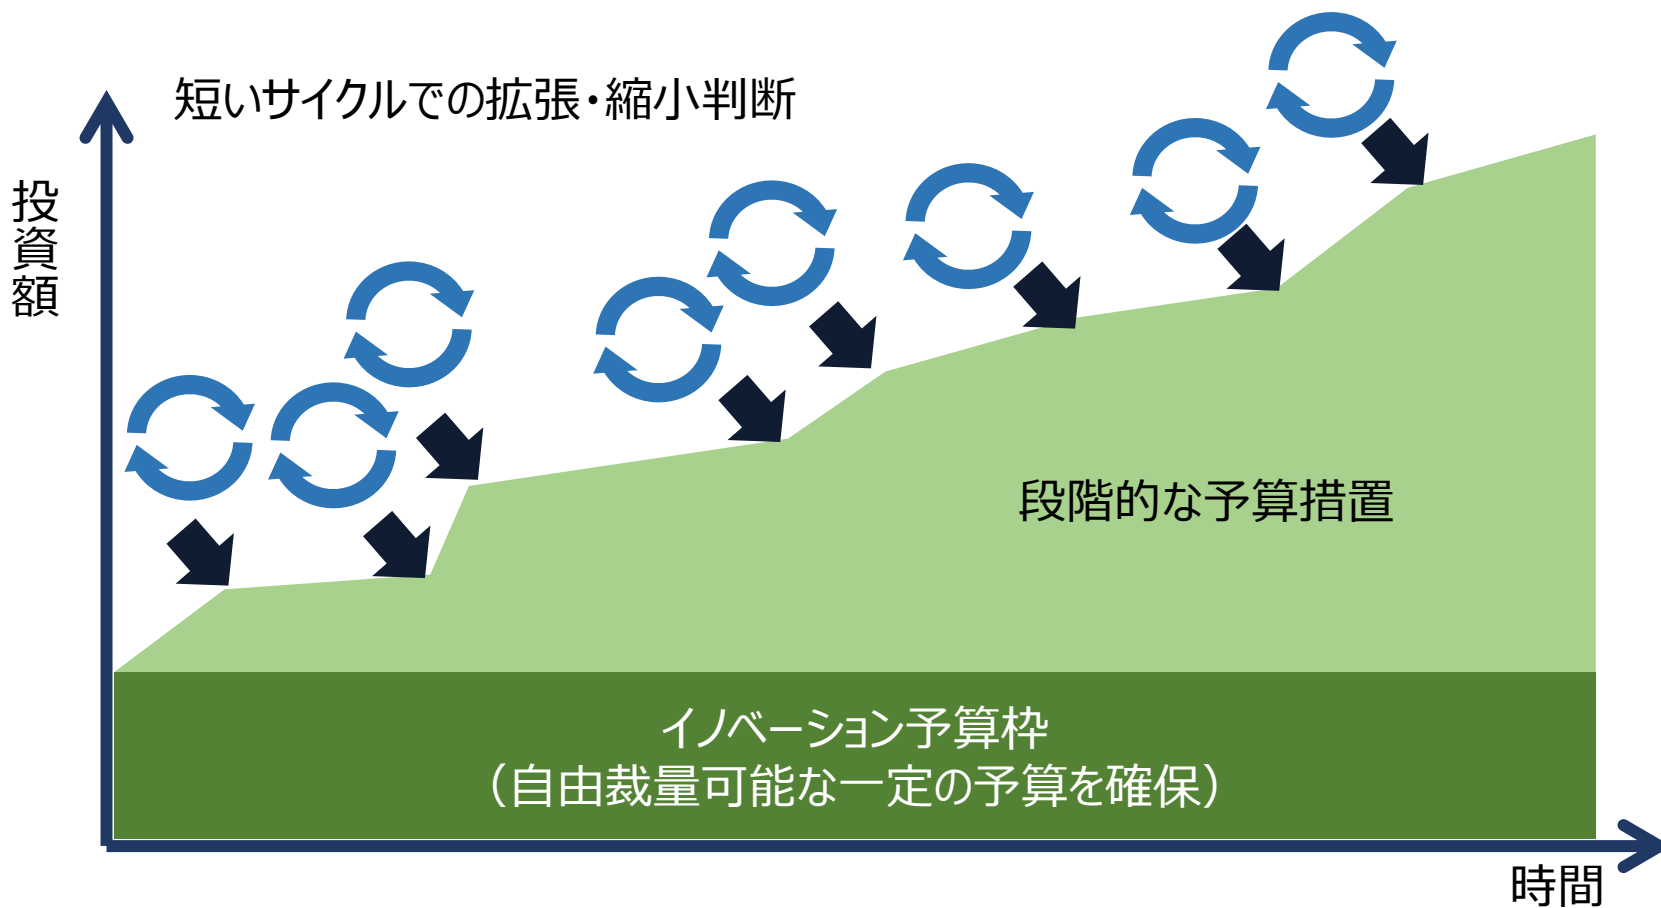 短いサイクルでの拡張・縮小判断
投資額
段階的な予算措置
イノベーション予算枠
（自由裁量可能な一定の予算を確保）
時間